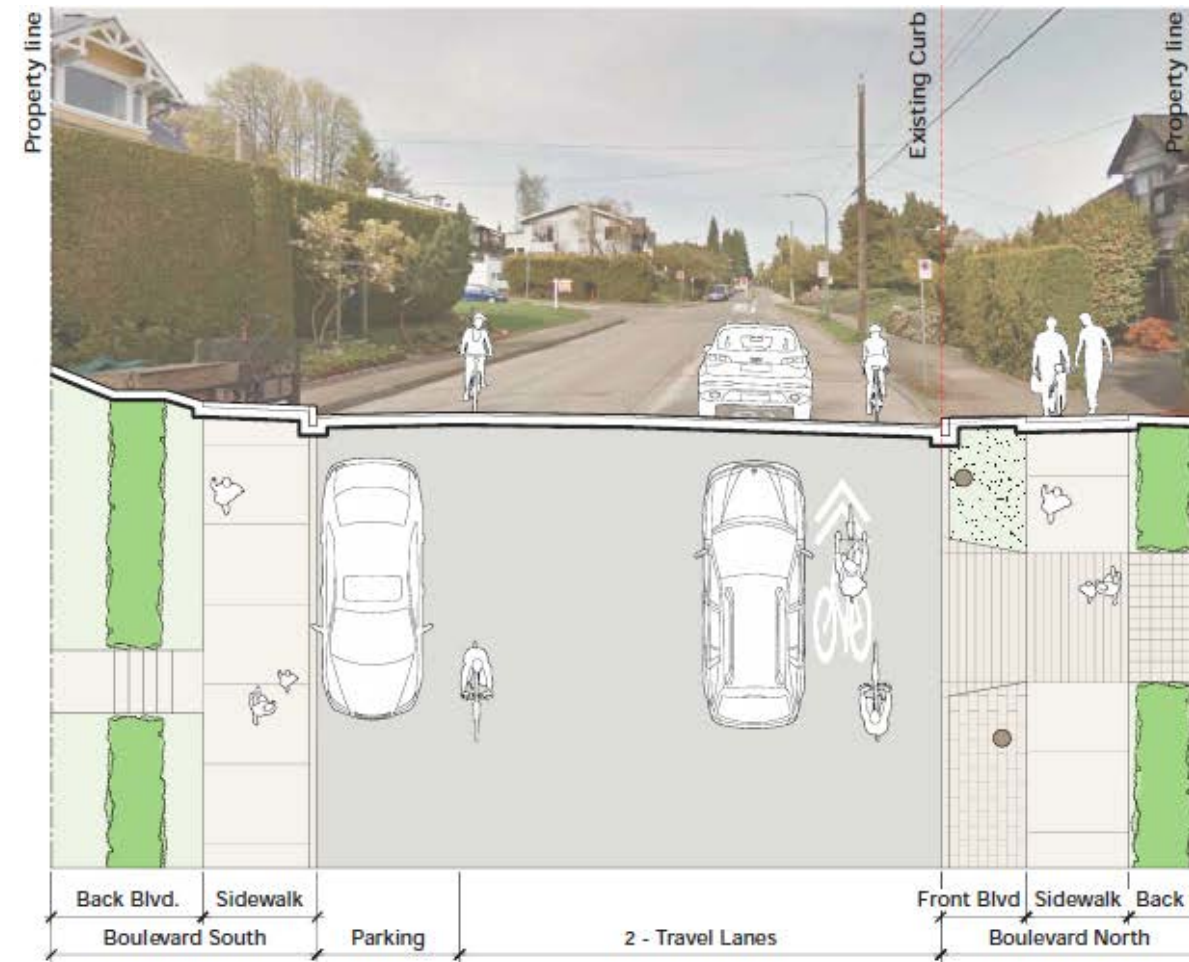 Property line
Existing Curb
Property line
Back Blvd.
Sidewalk
Front Blvd
Sidewalk
Back
Boulevard South
Parking
2 - Travel Lanes
Boulevard North